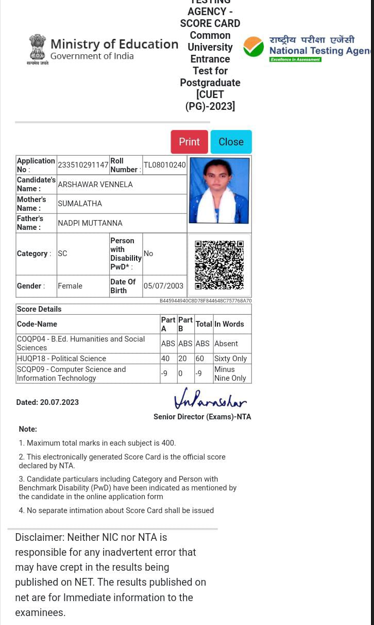 TESTING
AGENCY -
SCORE CARD
Common
University
Entrance
Test for
Postgraduate
[CUET
(PG)-2023]
Ministry of Education
Government of India
राष्ट्रीय परीक्षा एजेंसी
National Testing Agen
Excellence in Assessment
Print Close
Application No : 233510291147 Roll Number : TL08010240
Candidate's Name : ARSHAWAR VENNELA
Mother's Name : SUMALATHA
Father's Name : NADPI MUTTANNA
Category : SC Person with Disability PwD* : No
Gender : Female Date Of Birth 05/07/2003
Score Details
Code-Name Part A Part B Total In Words
COQP04 - B.Ed. Humanities and Social Sciences ABS ABS ABS Absent
HUQP18 - Political Science 40 20 60 Sixty Only
SCQP09 - Computer Science and Information Technology -9 0 -9 Minus Nine Only
Dated: 20.07.2023
Senior Director (Exams)-NTA
Note:
1. Maximum total marks in each subject is 400.
2. This electronically generated Score Card is the official score
declared by NTA.
3. Candidate particulars including Category and Person with
Benchmark Disability (PwD) have been indicated as mentioned by
the candidate in the online application form
4. No separate intimation about Score Card shall be issued
Disclaimer: Neither NIC nor NTA is
responsible for any inadvertent error that
may have crept in the results being
published on NET. The results published on
net are for Immediate information to the
examinees.